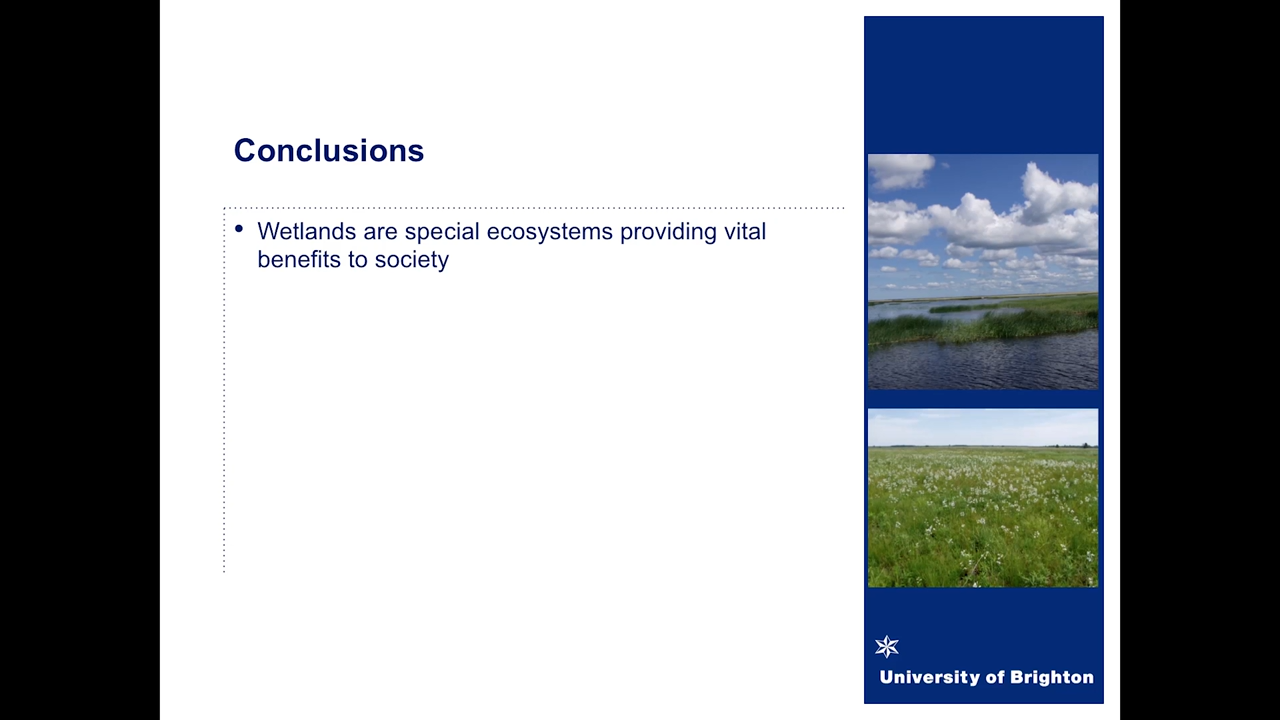 Conclusions
• Wetlands are special ecosystems providing vital
benefits to society
University of Brighton